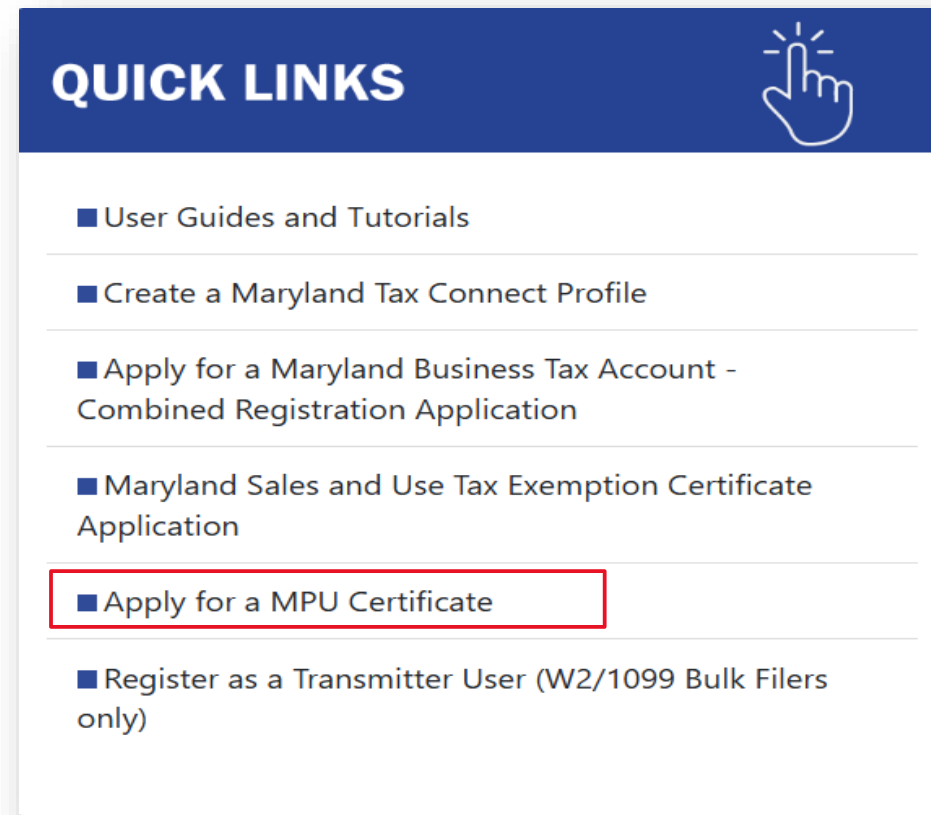 QUICK LINKS
User Guides and Tutorials
Create a Maryland Tax Connect Profile
Apply for a Maryland Business Tax Account -
Combined Registration Application
Maryland Sales and Use Tax Exemption Certificate
Application
Apply for a MPU Certificate
Register as a Transmitter User (W2/1099 Bulk Filers
only)